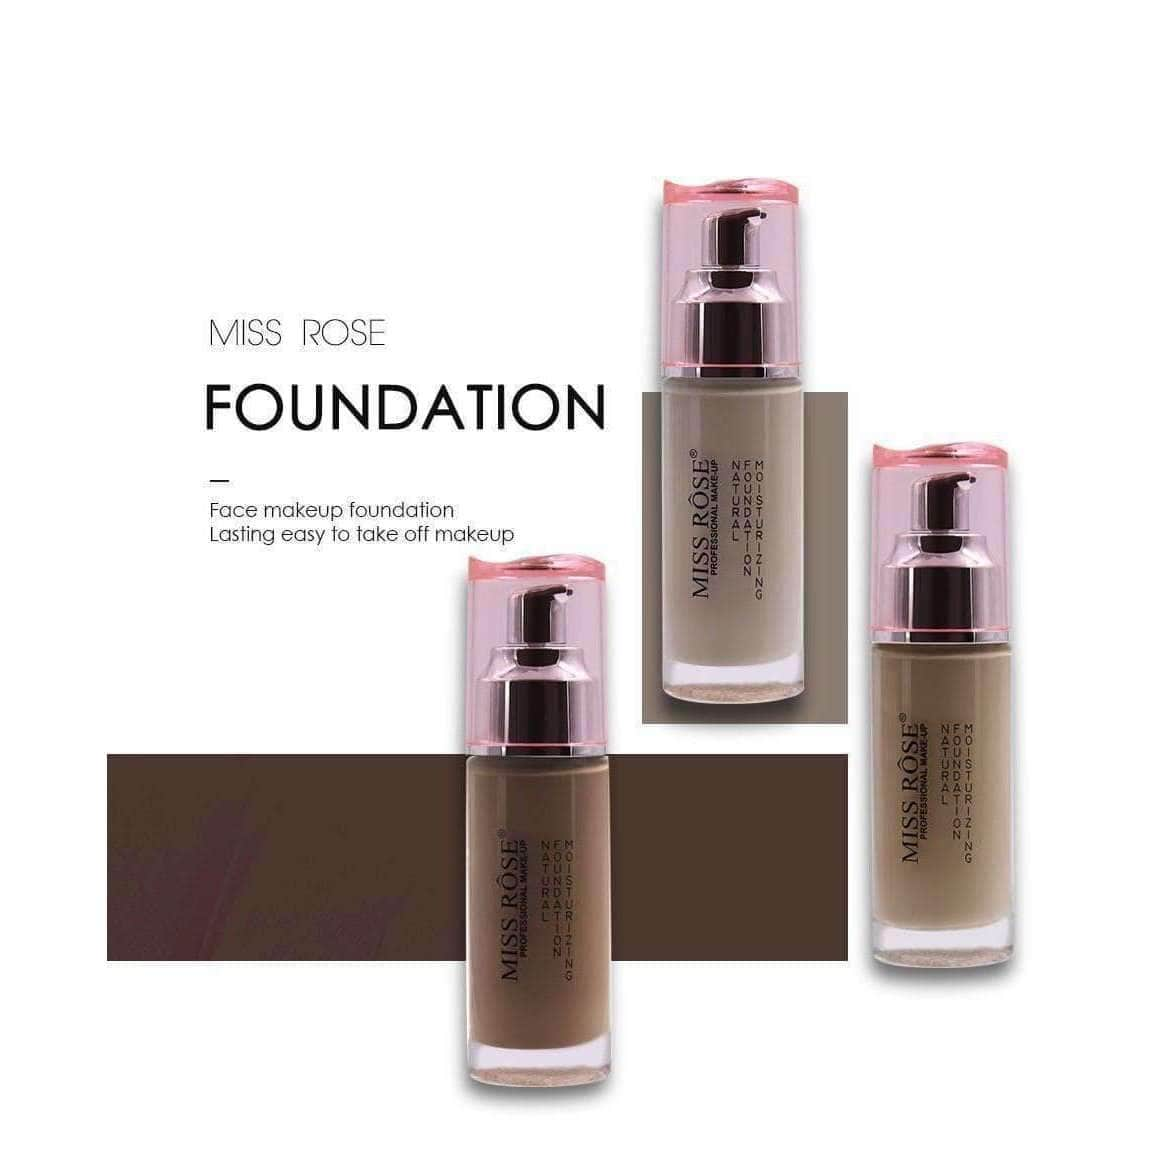 MISS ROSE
FOUNDATION
Face makeup foundation
Lasting easy to take off makeup
MISS RÔSE®
PROFESSIONAL MAKE-UP
NATURAL
FOUNDATION
MOISTURIZING
MISS RÔSE®
PROFESSIONAL MAKE-UP
NATURAL
FOUNDATION
MOISTURIZING
MISS RÔSE®
PROFESSIONAL MAKE-UP
NATURAL
FOUNDATION
MOISTURIZING